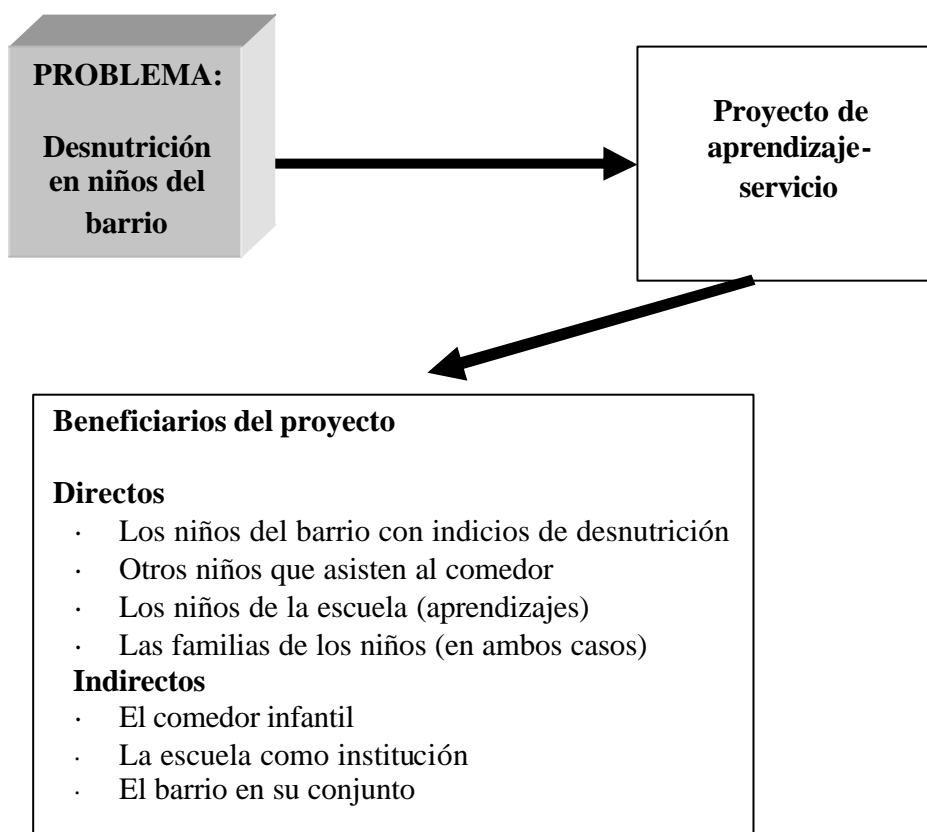 PROBLEMA:
Desnutrición
en niños del
barrio
Proyecto de
aprendizaje-
servicio
Beneficiarios del proyecto
Directos
· Los niños del barrio con indicios de desnutrición
· Otros niños que asisten al comedor
· Los niños de la escuela (aprendizajes)
· Las familias de los niños (en ambos casos)
Indirectos
· El comedor infantil
· La escuela como institución
· El barrio en su conjunto